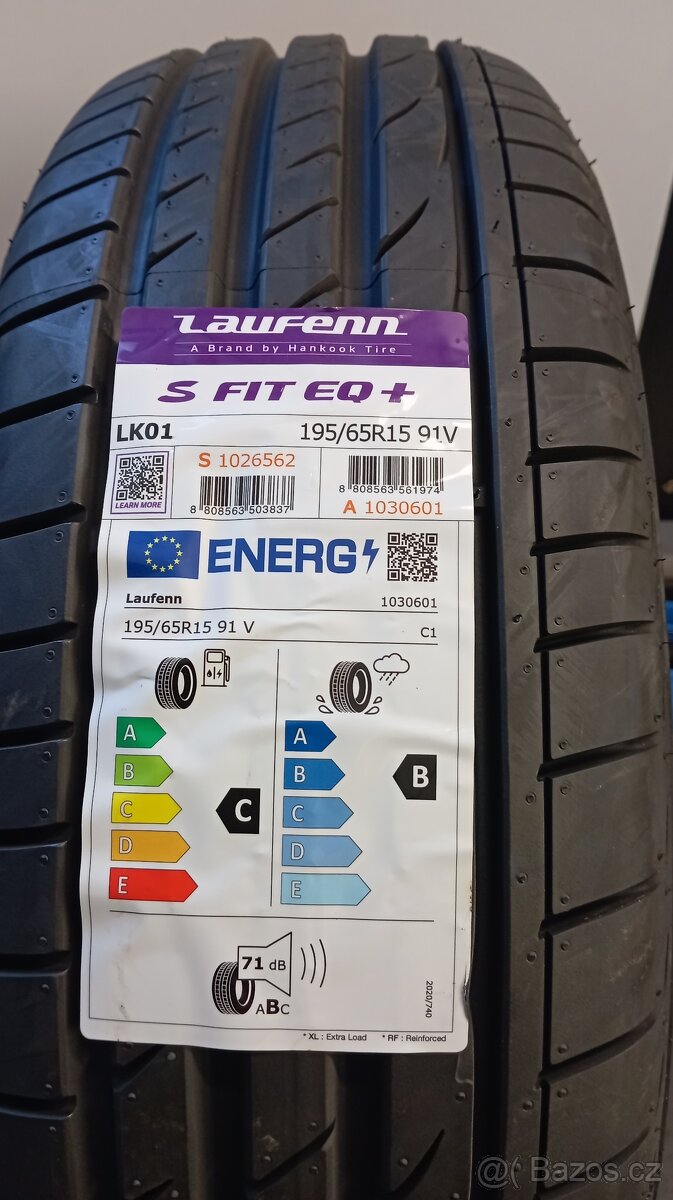 Laufenn
A Brand by Hankook Tire
S FIT EQ+
LK01 195/65R15 91V
LEARN MORE
S 1026562
8 808563 503837
8 808563 561974
A 1030601
ENERG
Laufenn 1030601
195/65R15 91 V C1
A A
B B B
C C C
D D
E E
71 dB
ABC
2020/740
* XL : Extra Load * RF : Reinforced
@ Bazos.cz